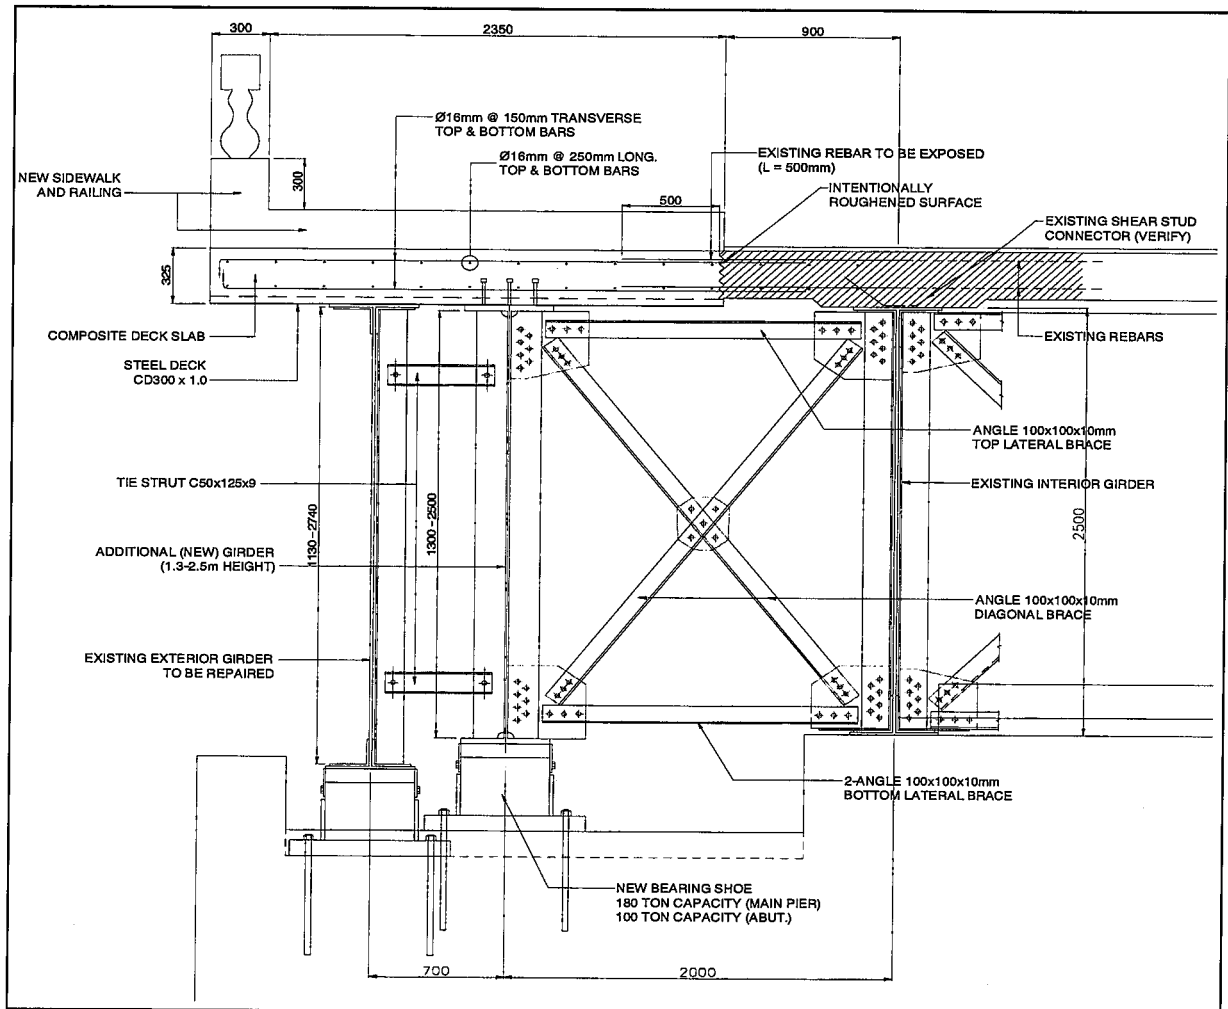 300
2350
900
Ø16mm @ 150mm TRANSVERSE
TOP & BOTTOM BARS
Ø16mm @ 250mm LONG.
TOP & BOTTOM BARS
EXISTING REBAR TO BE EXPOSED
(L = 500mm)
NEW SIDEWALK
AND RAILING
300
500
INTENTIONALLY
ROUGHENED SURFACE
EXISTING SHEAR STUD
CONNECTOR (VERIFY)
325
COMPOSITE DECK SLAB
EXISTING REBARS
STEEL DECK
CD300 x 1.0
ANGLE 100x100x10mm
TOP LATERAL BRACE
TIE STRUT C50x125x9
EXISTING INTERIOR GIRDER
1130-2740
1300-2500
2500
ADDITIONAL (NEW) GIRDER
(1.3-2.5m HEIGHT)
ANGLE 100x100x10mm
DIAGONAL BRACE
EXISTING EXTERIOR GIRDER
TO BE REPAIRED
2-ANGLE 100x100x10mm
BOTTOM LATERAL BRACE
NEW BEARING SHOE
180 TON CAPACITY (MAIN PIER)
100 TON CAPACITY (ABUT.)
700
2000